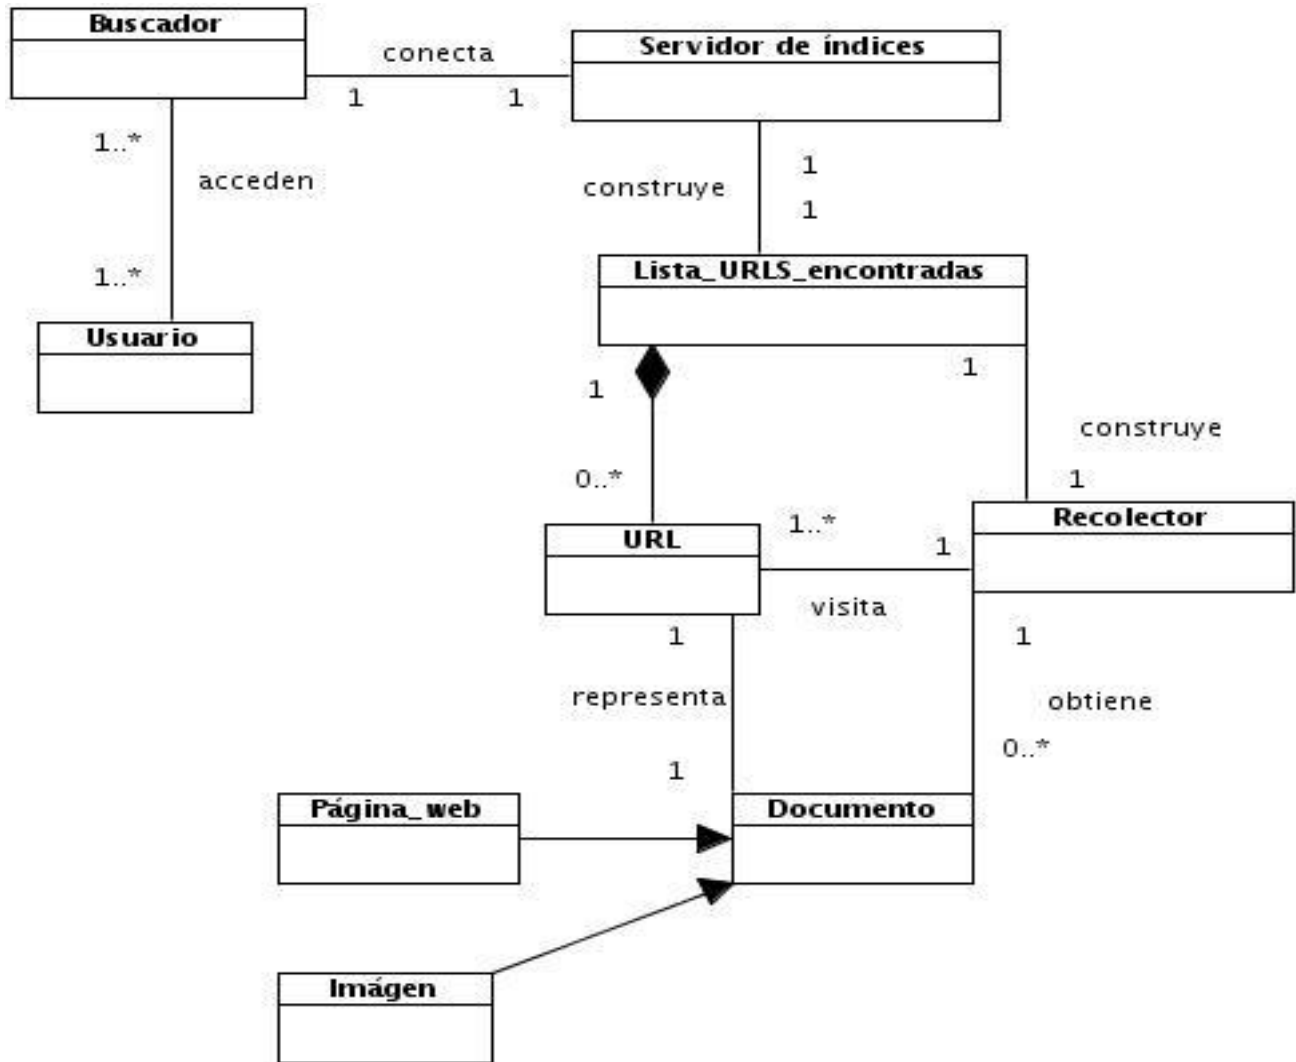 Buscador
Servidor de índices
conecta
1
1
1..*
acceden
1..*
construye
1
1
Usuario
Lista_URLS_encontradas
1
1
construye
0..*
1
URL
1..*
1
Recolector
visita
1
1
representa
obtiene
1
0..*
Página_web
Documento
Imágen